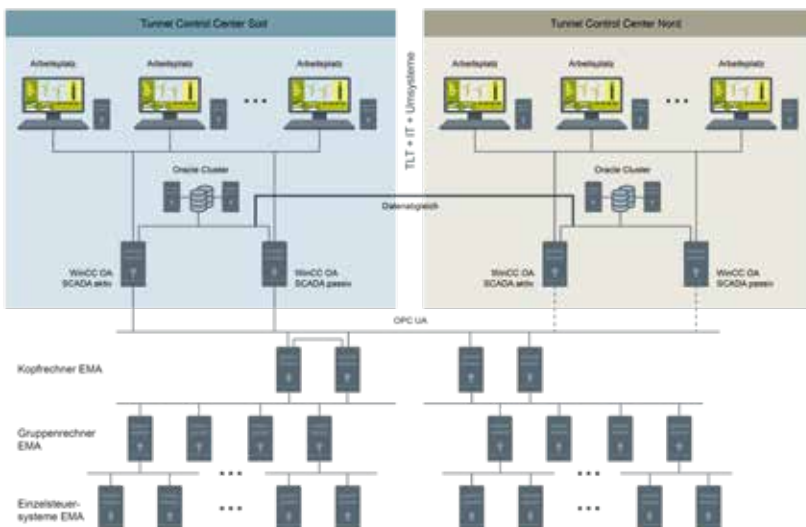 Tunnel Control Center Süd
Tunnel Control Center Nord
Arbeitsplatz
Arbeitsplatz
Arbeitsplatz
Arbeitsplatz
Arbeitsplatz
Arbeitsplatz
TLT + IT + Umsysteme
Oracle Cluster
Oracle Cluster
Datenabgleich
WinCC OA
SCADA aktiv
WinCC OA
SCADA passiv
WinCC OA
SCADA aktiv
WinCC OA
SCADA passiv
OPC UA
Kopfrechner EMA
Gruppenrechner
EMA
Einzelsteuer-
systeme EMA